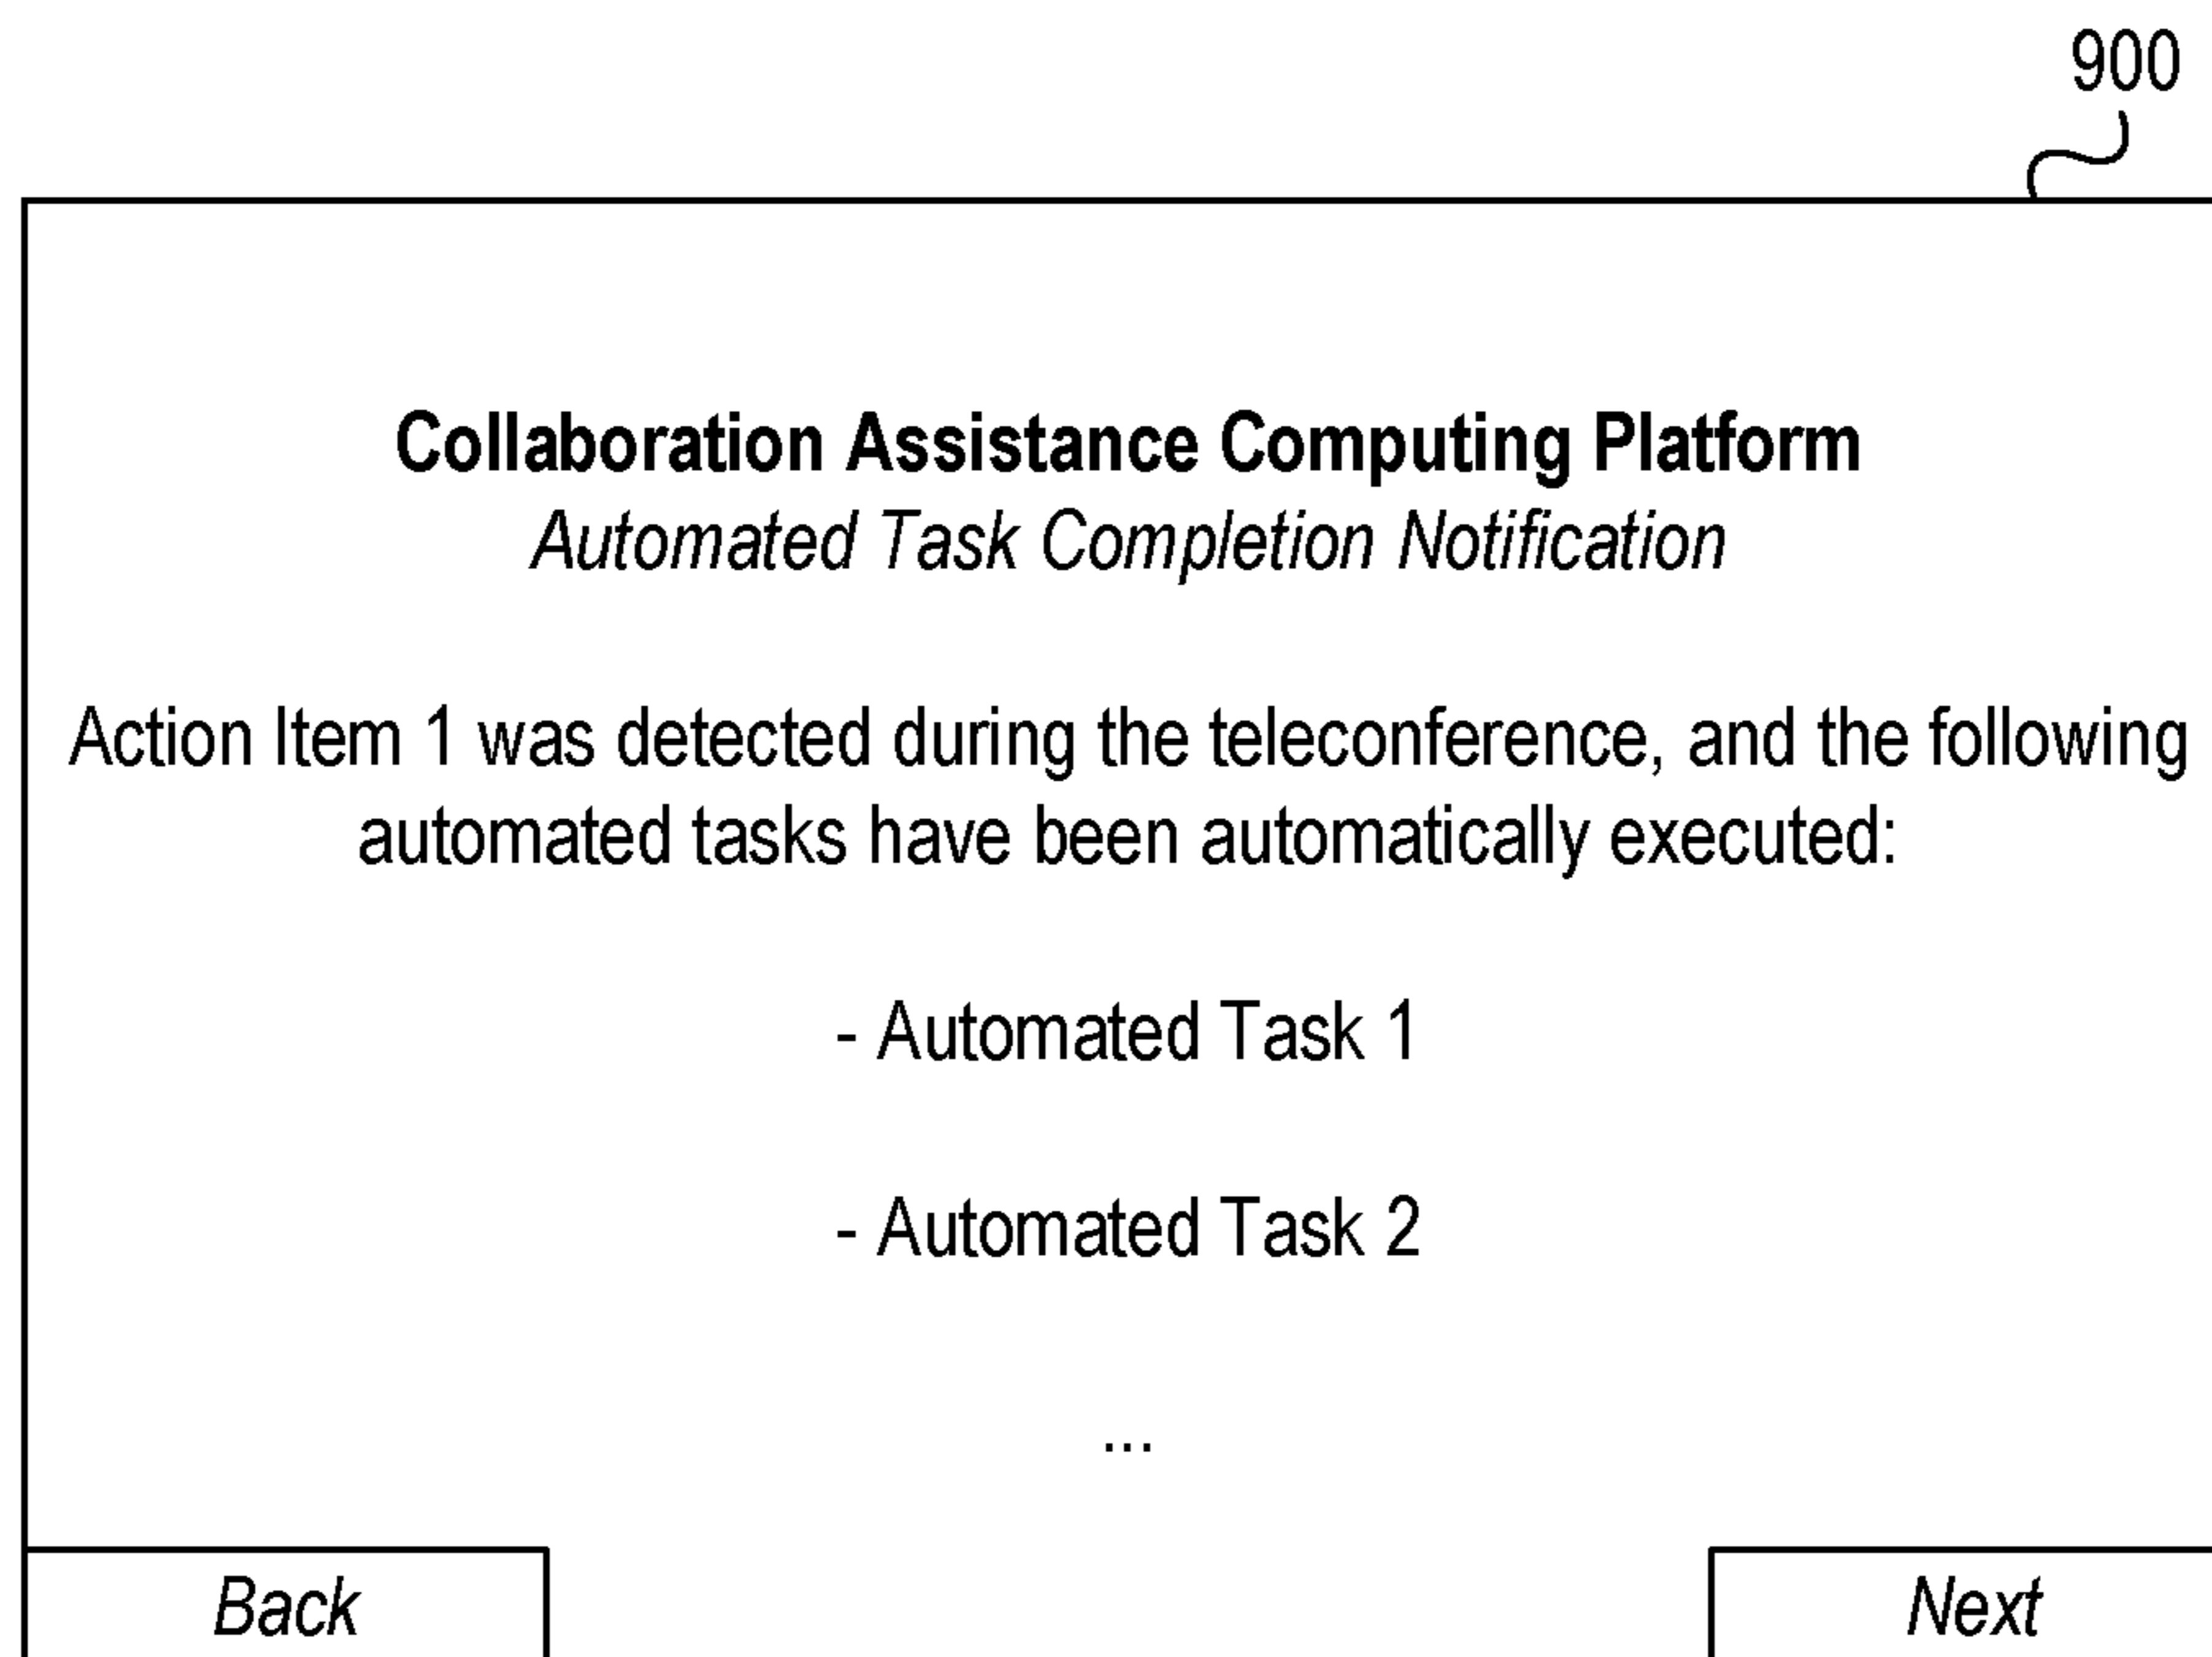 900
Collaboration Assistance Computing Platform
Automated Task Completion Notification
Action Item 1 was detected during the teleconference, and the following
automated tasks have been automatically executed:
- Automated Task 1
- Automated Task 2
...
Back
Next